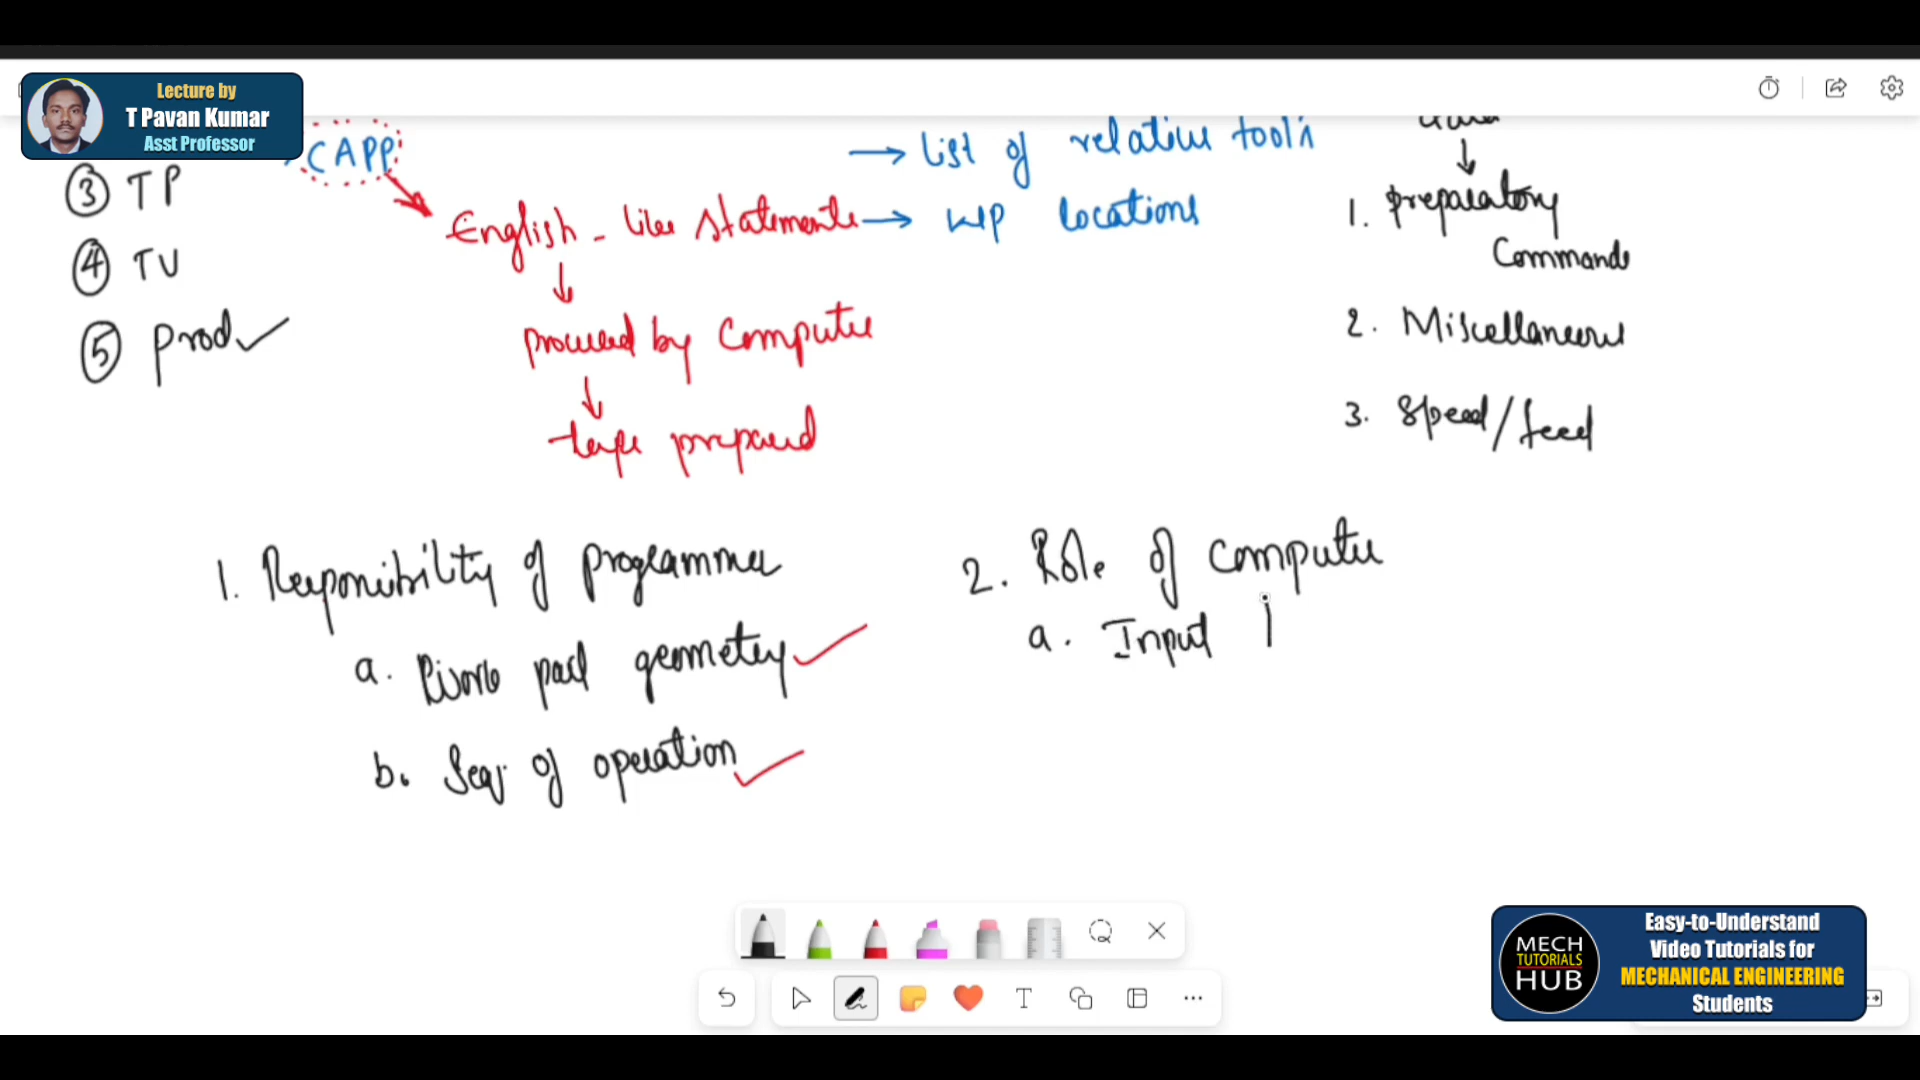 Lecture by
T Pavan Kumar
Asst Professor
CAPP
③ TP
④ TV
⑤ Prod
English - like statements → WP locations
→ List of relative tools
processed by Computer
tape prepared
1. Preparatory
Commands
2. Miscellaneous
3. Speed/feed
1. Responsibility of programmer
a. Divide part geometry
b. Seq. of operation
2. Role of Computer
a. Input
MECH
TUTORIALS
HUB
Easy-to-Understand
Video Tutorials for
MECHANICAL ENGINEERING
Students